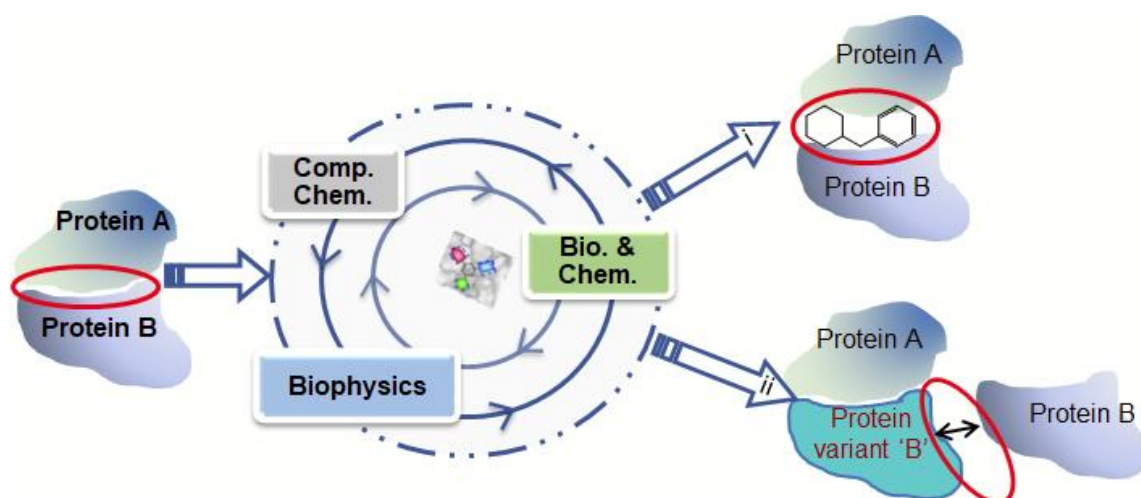 Protein A
Protein B
Comp.
Chem.
Bio. &
Chem.
Biophysics
i
Protein A
Protein B
ii
Protein A
Protein
variant ‘B’
Protein B